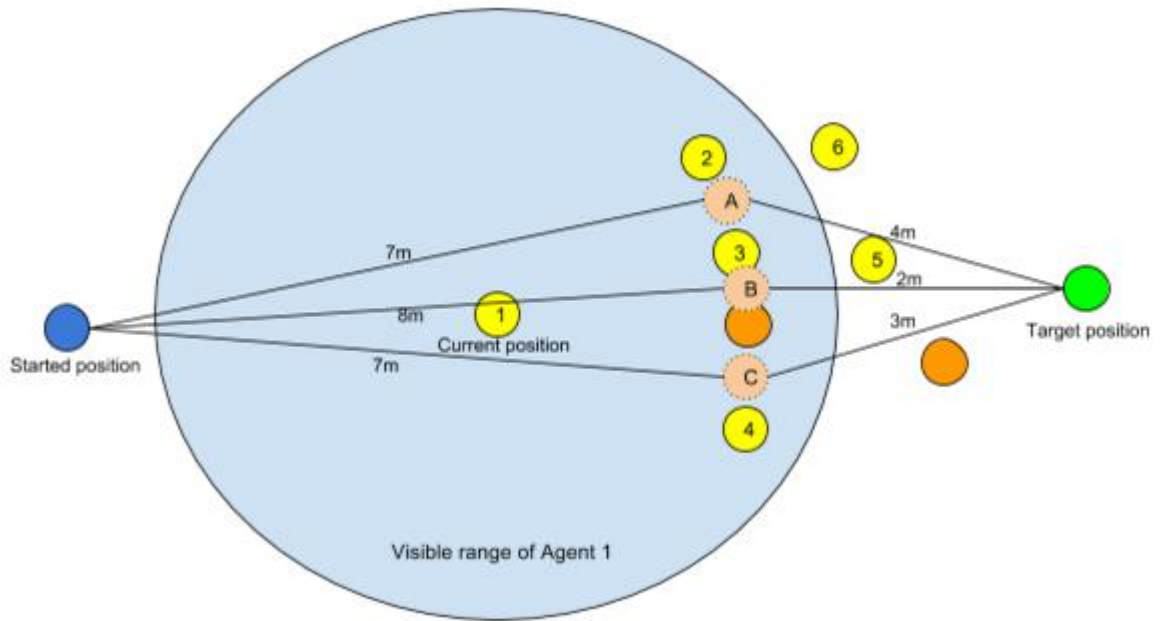 6
2
A
4m
7m
3
5
B
2m
8m
1
3m
Current position
Target position
Started position
7m
C
4
Visible range of Agent 1